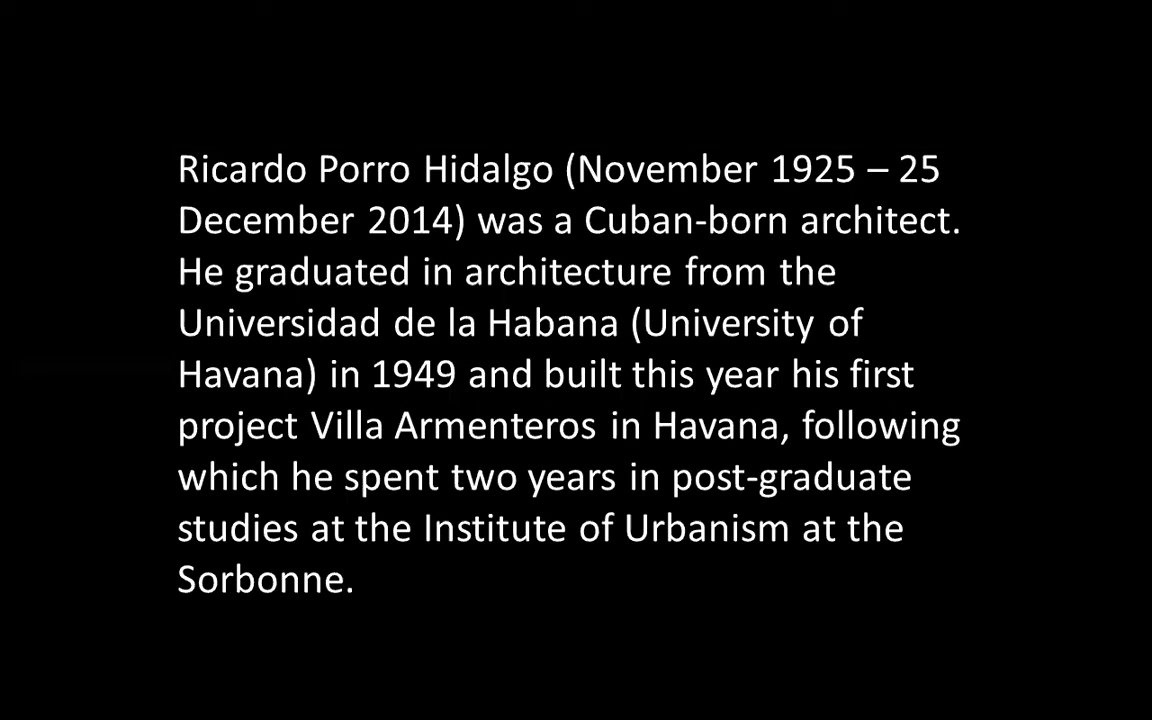 Ricardo Porro Hidalgo (November 1925 – 25
December 2014) was a Cuban-born architect.
He graduated in architecture from the
Universidad de la Habana (University of
Havana) in 1949 and built this year his first
project Villa Armenteros in Havana, following
which he spent two years in post-graduate
studies at the Institute of Urbanism at the
Sorbonne.